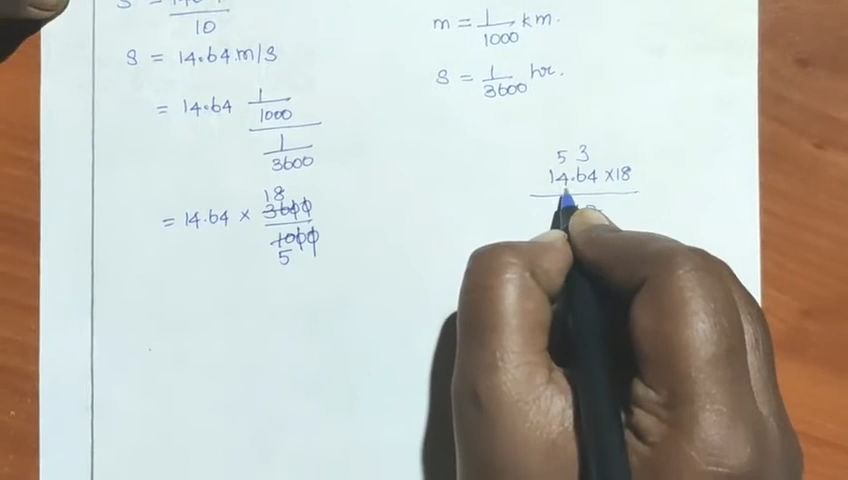 10
S = 14.64 m/s
= 14.64 1/1000 / 1/3600
= 14.64 × 18 3600 / 1000 5
m = 1/1000 km.
s = 1/3600 hr.
5 3
14.64 ×18